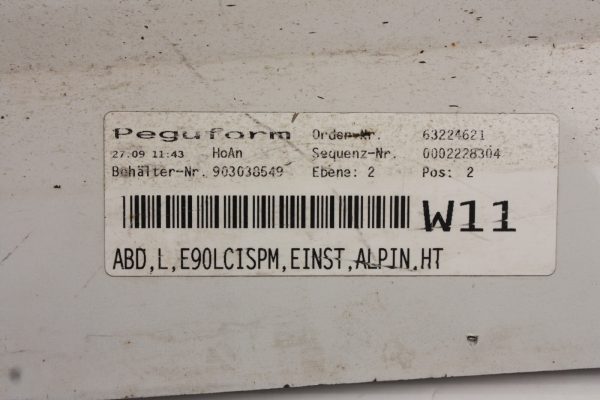 Peguform Order-Nr. 63224621
27.09 11:43 HoAn Sequenz-Nr. 0002228304
Behälter-Nr. 903038549 Ebene: 2 Pos: 2
W11
ABD,L,E90LCISPM,EINST,ALPIN,HT